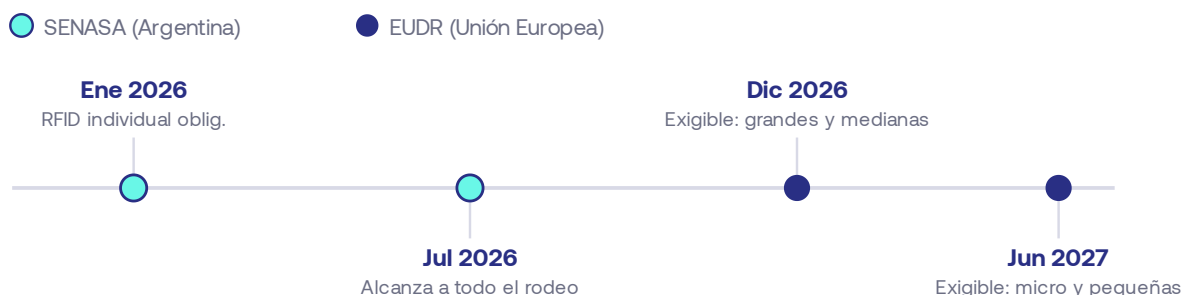 SENASA (Argentina)
EUDR (Unión Europea)
Ene 2026
RFID individual oblig.
Dic 2026
Exigible: grandes y medianas
Jul 2026
Alcanza a todo el rodeo
Jun 2027
Exigible: micro y pequeñas